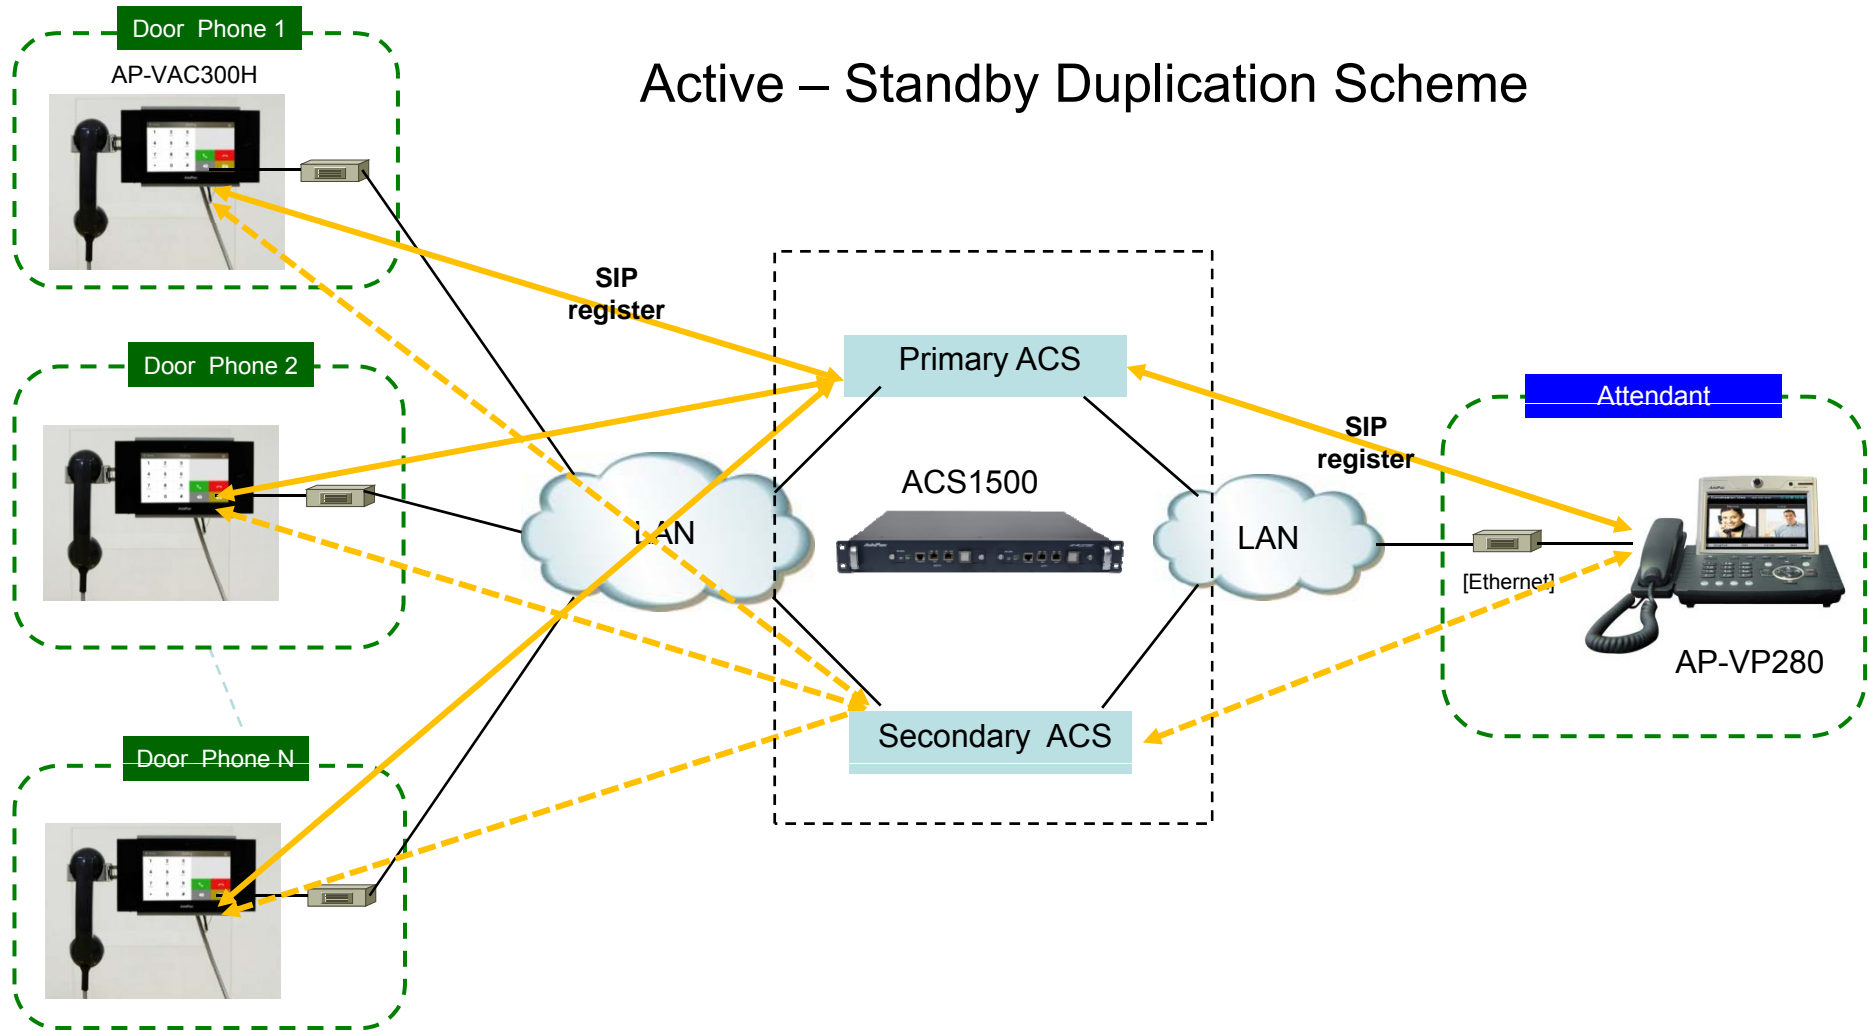 Active – Standby Duplication Scheme
Door Phone 1
AP-VAC300H
SIP
register
Door Phone 2
Door Phone N
LAN
Primary ACS
ACS1500
Secondary ACS
LAN
SIP
register
Attendant
[Ethernet]
AP-VP280